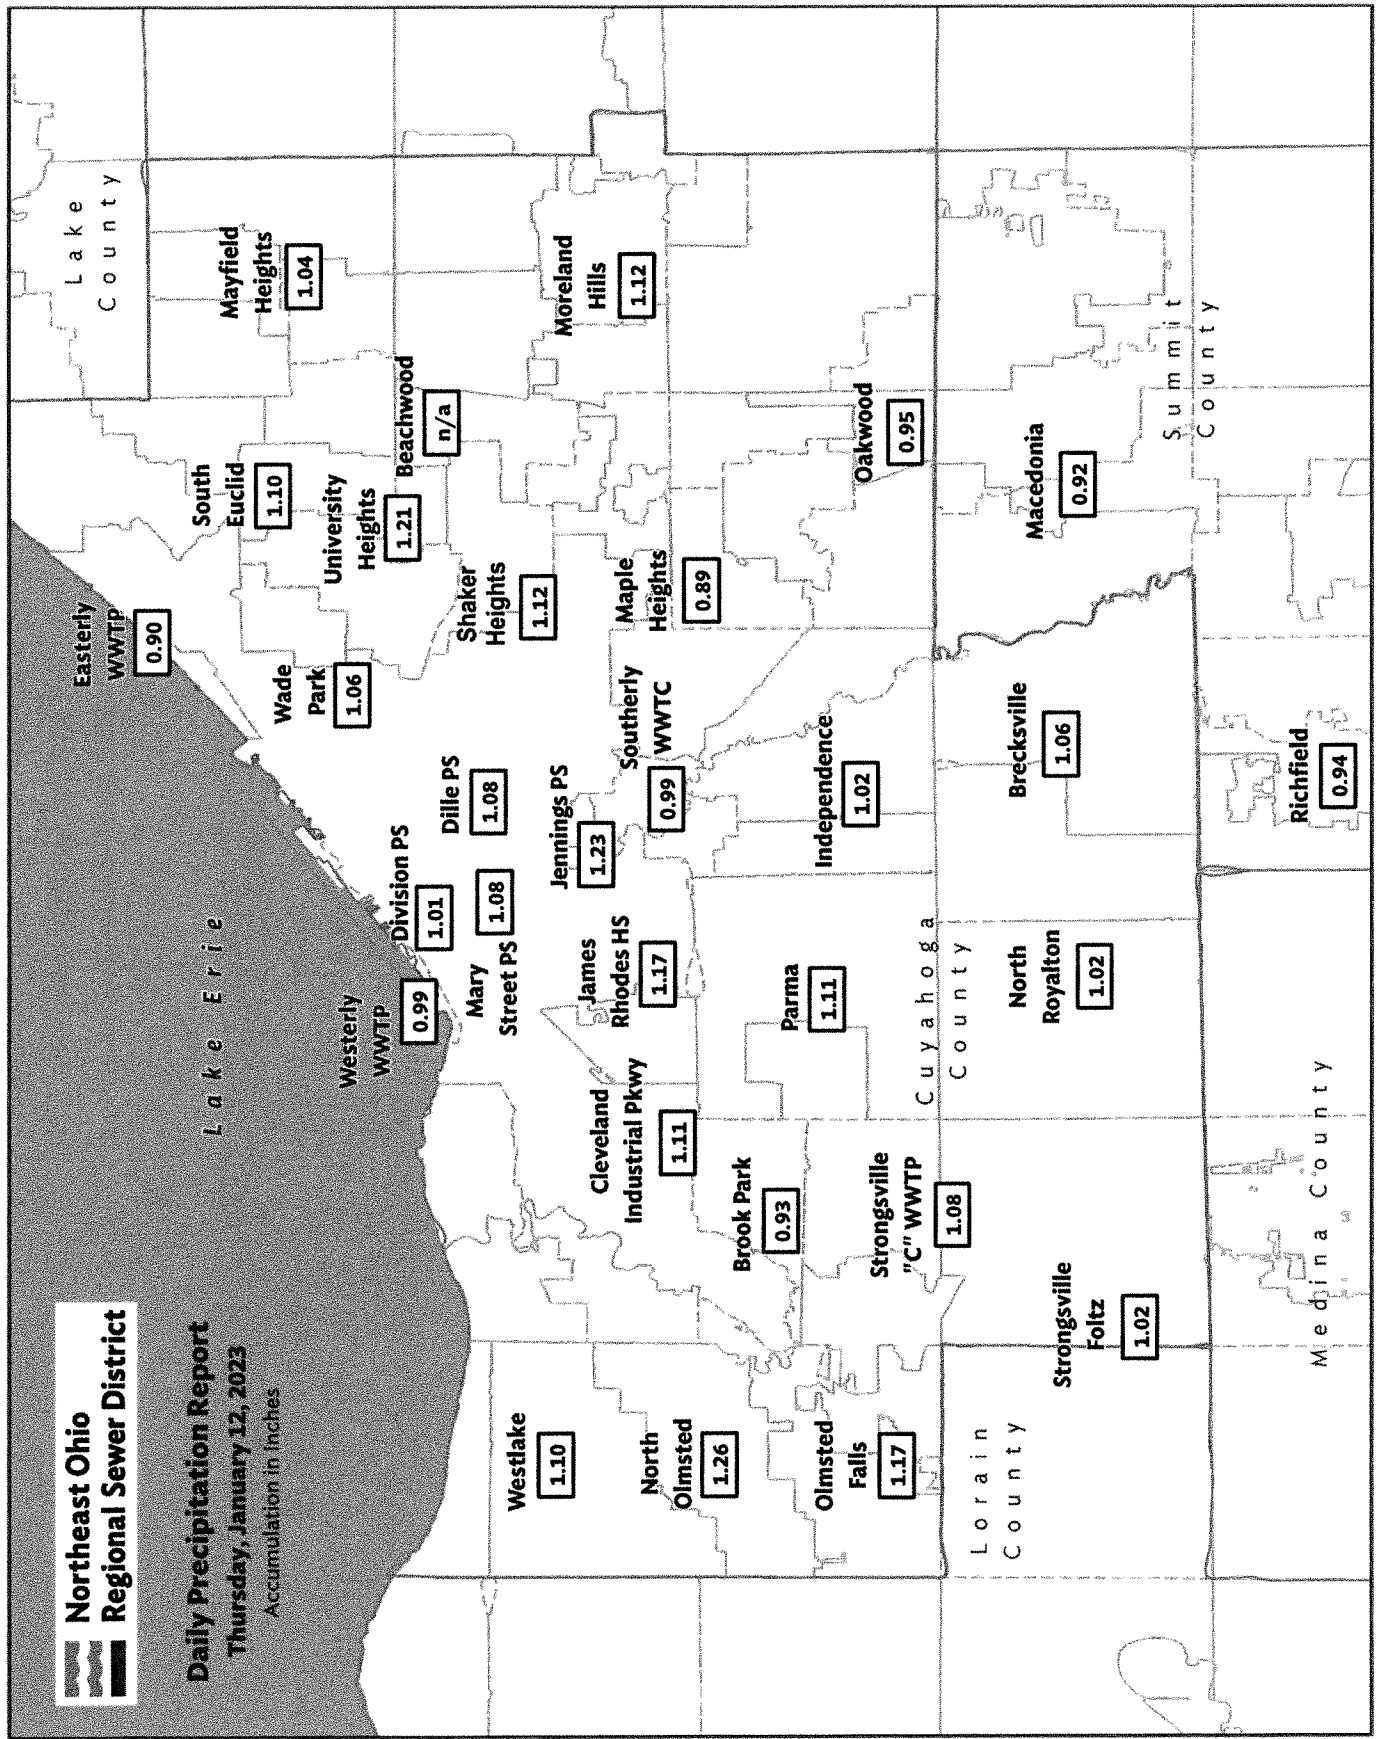 Northeast Ohio
Regional Sewer District
Daily Precipitation Report
Thursday, January 12, 2023
Accumulation in Inches
Lake Erie
Lake
County
Easterly
WWTP
0.90
South
Euclid
1.10
Mayfield
Heights
1.04
Wade
Park
1.06
University
Heights
1.21
Beachwood
n/a
Westerly
WWTP
0.99
Division PS
1.01
Dille PS
1.08
Mary
Street PS
1.08
Shaker
Heights
1.12
Moreland
Hills
1.12
Westlake
1.10
Jennings PS
1.23
James
Rhodes HS
1.17
Cleveland
Industrial Pkwy
1.11
Southerly
WWTC
0.99
Maple
Heights
0.89
North
Olmsted
1.26
Brook Park
0.93
Parma
1.11
Independence
1.02
Oakwood
0.95
Olmsted
Falls
1.17
Strongsville
"C" WWTP
1.08
Cuyahoga
County
Lorain
County
Strongsville
Foltz
1.02
North
Royalton
1.02
Brecksville
1.06
Macedonia
0.92
Summit
County
Medina County
Richfield
0.94